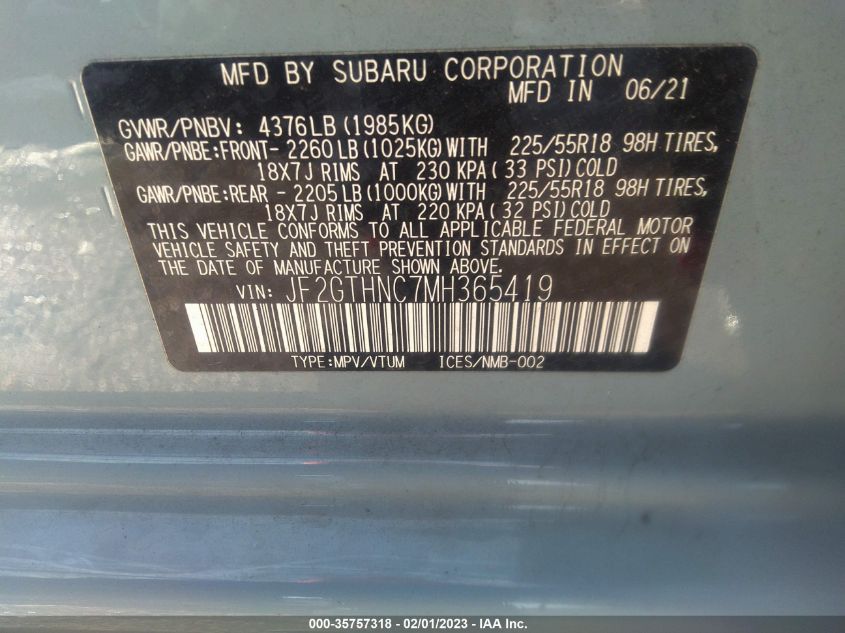 MFD BY SUBARU CORPORATION
MFD IN 06/21
GVWR/PNBV: 4376LB (1985KG)
GAWR/PNBE:FRONT- 2260 LB (1025KG) WITH 225/55R18 98H TIRES,
18X7J RIMS AT 230 KPA ( 33 PSI) COLD
GAWR/PNBE:REAR - 2205 LB (1000KG) WITH 225/55R18 98H TIRES,
18X7J RIMS AT 220 KPA ( 32 PSI) COLD
THIS VEHICLE CONFORMS TO ALL APPLICABLE FEDERAL MOTOR
VEHICLE SAFETY AND THEFT PREVENTION STANDARDS IN EFFECT ON
THE DATE OF MANUFACTURE SHOWN ABOVE.
VIN: JF2GTHNC7MH365419
TYPE:MPV/VTUM ICES/NMB-002
000-35757318 - 02/01/2023 - IAA Inc.